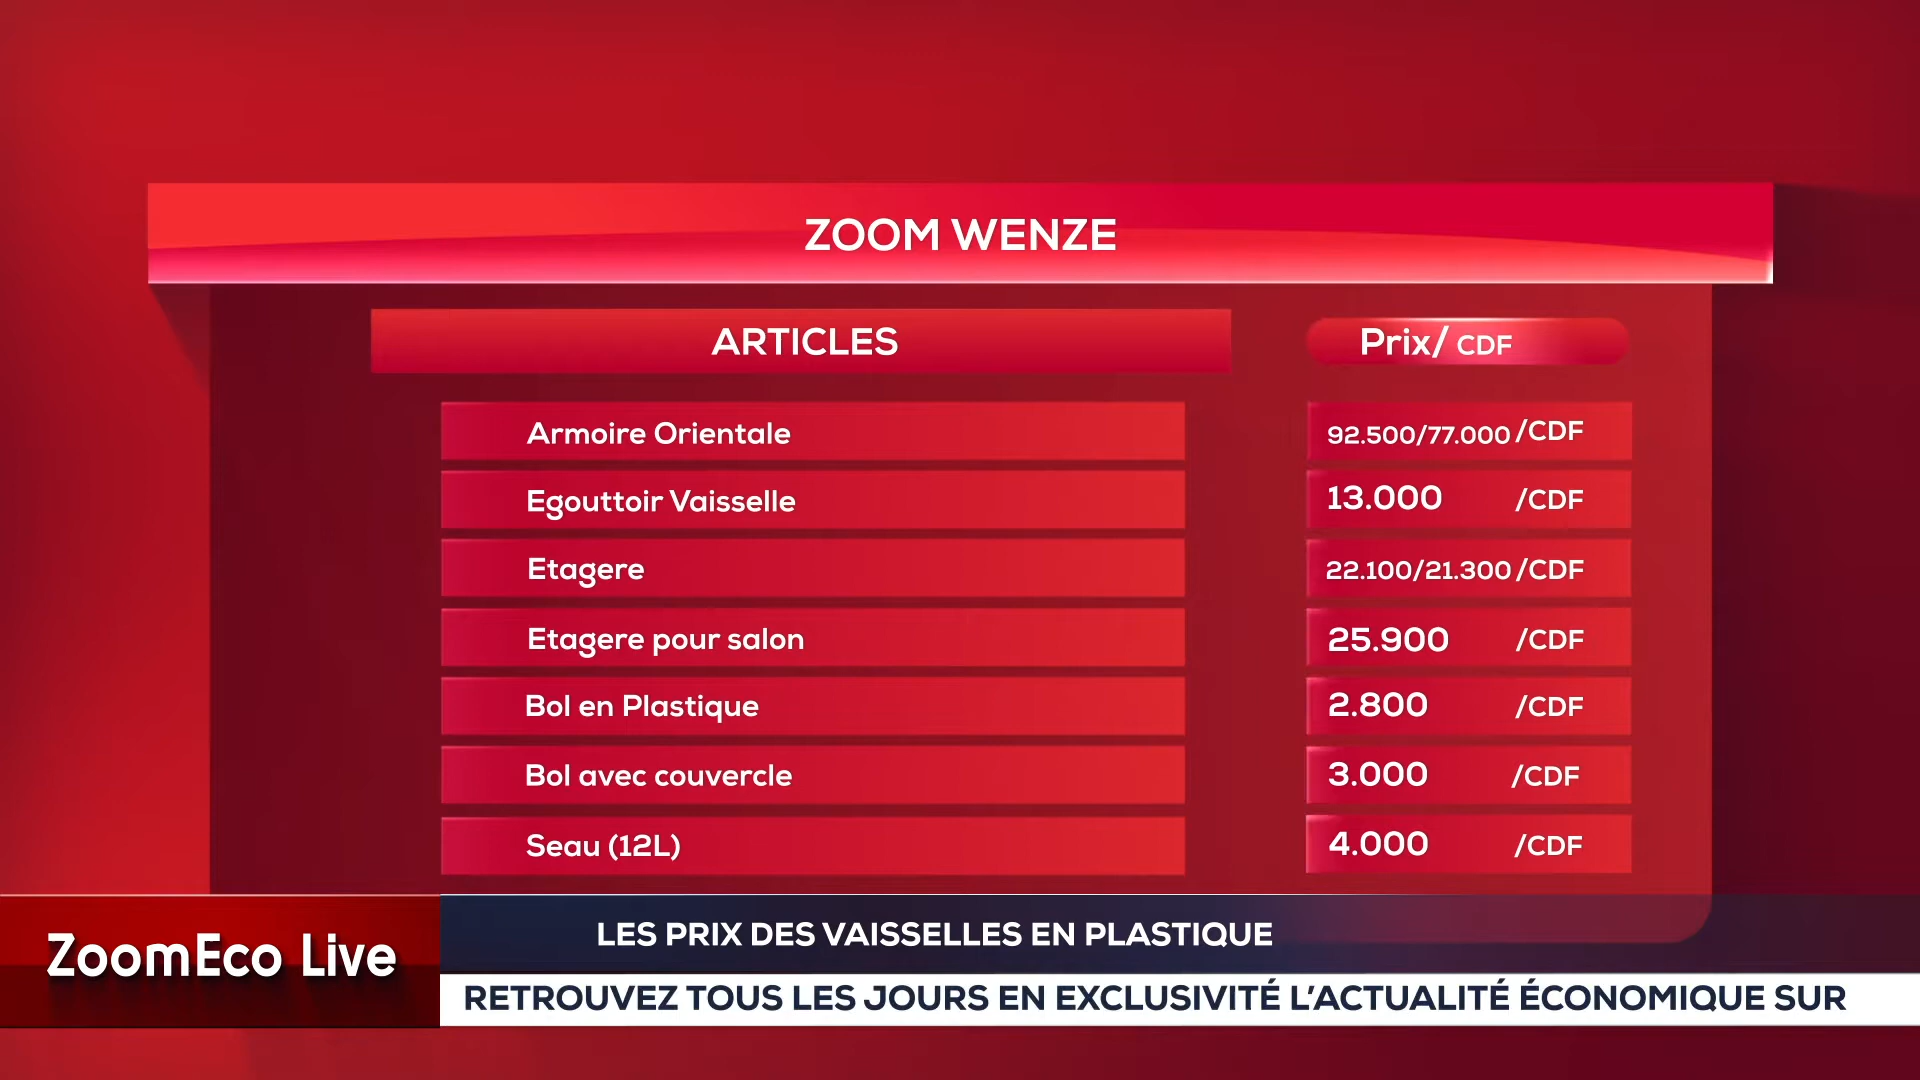 ZOOM WENZE
ARTICLES Prix/ CDF
Armoire Orientale 92.500/77.000 /CDF
Egouttoir Vaisselle 13.000 /CDF
Etagere 22.100/21.300 /CDF
Etagere pour salon 25.900 /CDF
Bol en Plastique 2.800 /CDF
Bol avec couvercle 3.000 /CDF
Seau (12L) 4.000 /CDF
LES PRIX DES VAISSELLES EN PLASTIQUE
ZoomEco Live
RETROUVEZ TOUS LES JOURS EN EXCLUSIVITÉ L’ACTUALITÉ ÉCONOMIQUE SUR